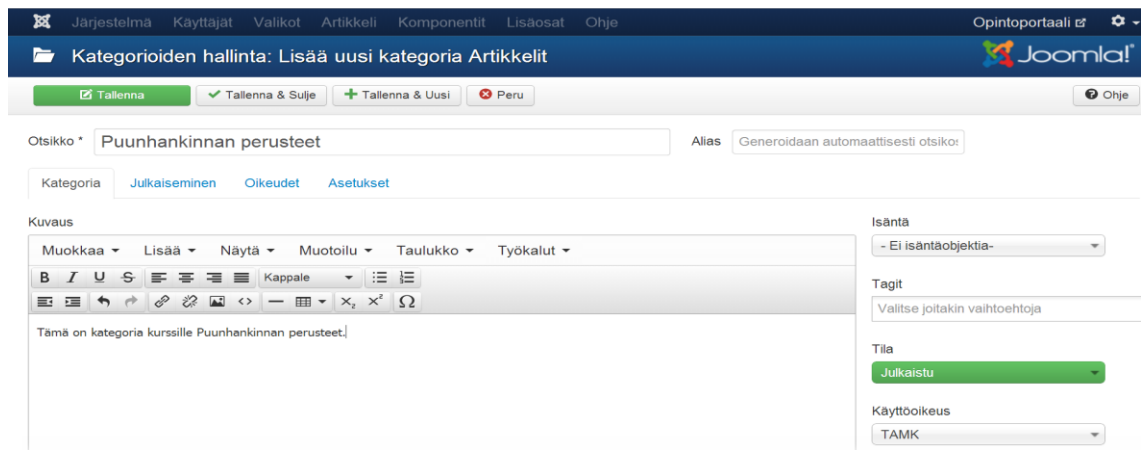 Järjestelmä Käyttäjät Valikot Artikkeli Komponentit Lisäosat Ohje Opintoportaali
Kategorioiden hallinta: Lisää uusi kategoria Artikkelit Joomla!
Tallenna Tallenna & Sulje Tallenna & Uusi Peru Ohje
Otsikko * Puunhankinnan perusteet Alias Generoidaan automaattisesti otsikos
Kategoria Julkaiseminen Oikeudet Asetukset
Kuvaus Isäntä
Muokkaa Lisää Näytä Muotoilu Taulukko Työkalut - Ei isäntäobjektia-
B I U S Kappale
Tagit
Valitse joitakin vaihtoehtoja
Tämä on kategoria kurssille Puunhankinnan perusteet.
Tila
Julkaistu
Käyttöoikeus
TAMK